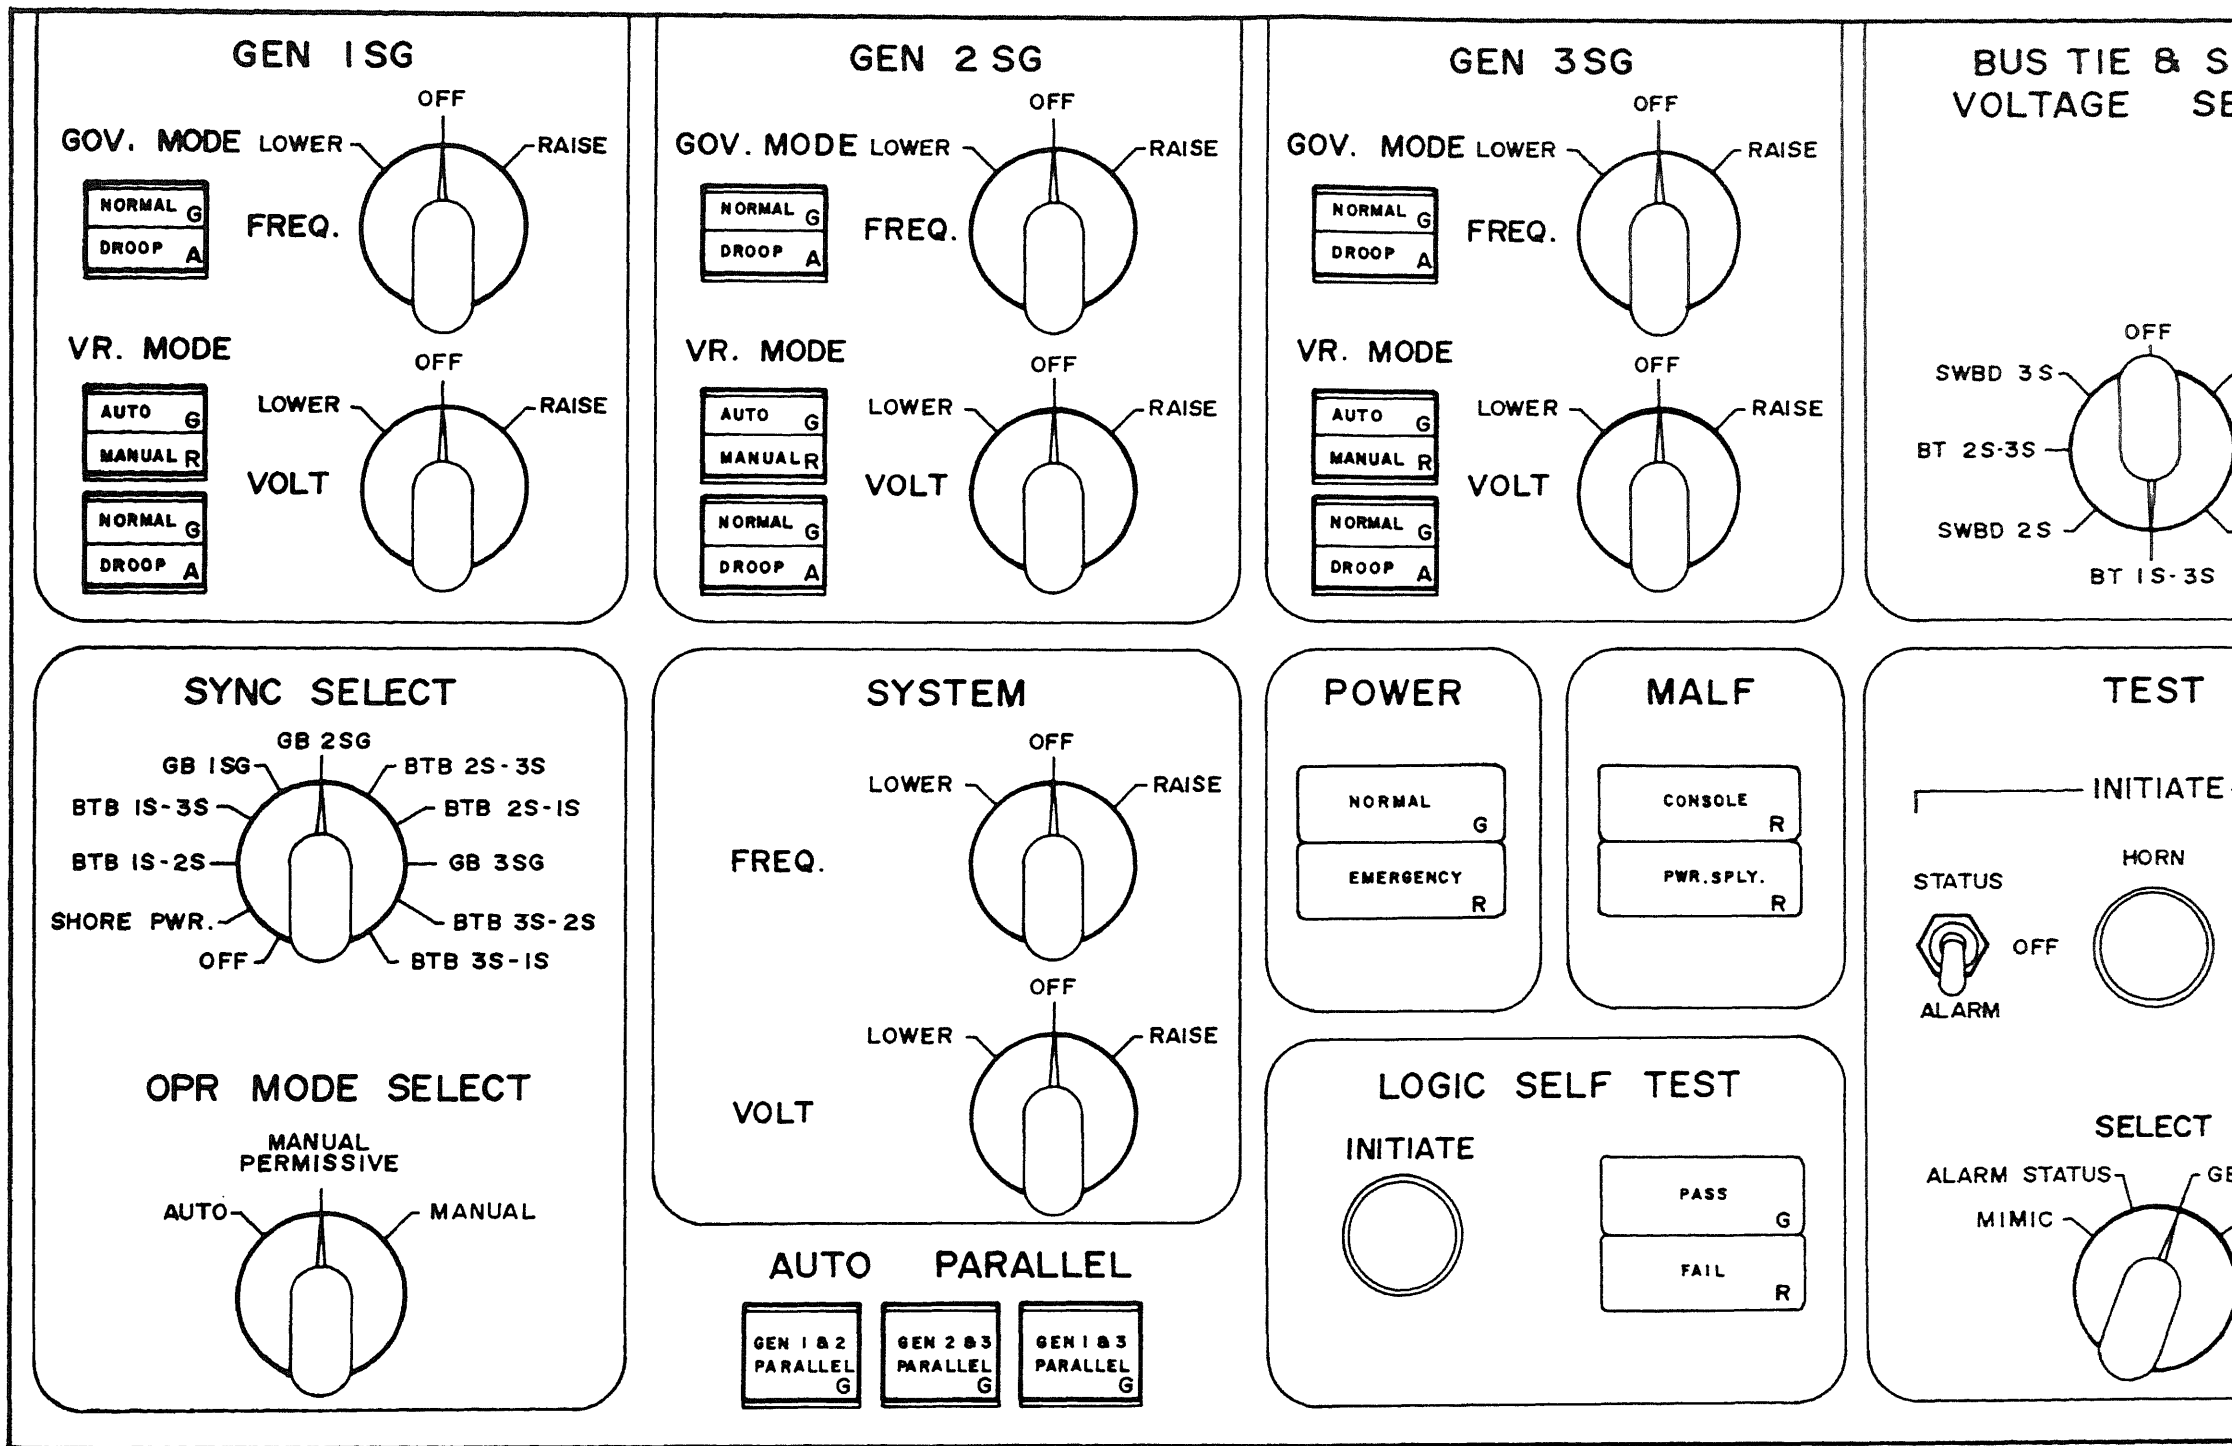 GEN 1SG
OFF
GOV. MODE LOWER RAISE
NORMAL G
DROOP A
FREQ.
VR. MODE
OFF
LOWER RAISE
AUTO G
MANUAL R
VOLT
NORMAL G
DROOP A
GEN 2SG
OFF
GOV. MODE LOWER RAISE
NORMAL G
DROOP A
FREQ.
VR. MODE
OFF
LOWER RAISE
AUTO G
MANUAL R
VOLT
NORMAL G
DROOP A
GEN 3SG
OFF
GOV. MODE LOWER RAISE
NORMAL G
DROOP A
FREQ.
VR. MODE
OFF
LOWER RAISE
AUTO G
MANUAL R
VOLT
NORMAL G
DROOP A
BUS TIE &
VOLTAGE
OFF
SWBD 3S
BT 2S-3S
SWBD 2S
BT 1S-3S
SYNC SELECT
GB 2SG
GB 1SG BTB 2S-3S
BTB 1S-3S BTB 2S-1S
BTB 1S-2S GB 3SG
SHORE PWR. BTB 3S-2S
OFF BTB 3S-1S
OPR MODE SELECT
MANUAL
PERMISSIVE
AUTO MANUAL
SYSTEM
OFF
LOWER RAISE
FREQ.
OFF
LOWER RAISE
VOLT
AUTO PARALLEL
GEN 1 & 2
PARALLEL
G
GEN 2 & 3
PARALLEL
G
GEN 1 & 3
PARALLEL
G
POWER
NORMAL
G
EMERGENCY
R
MALF
CONSOLE
R
PWR. SPLY.
R
LOGIC SELF TEST
INITIATE
PASS
G
FAIL
R
TEST
INITIATE
HORN
STATUS
OFF
ALARM
SELECT
ALARM STATUS
MIMIC